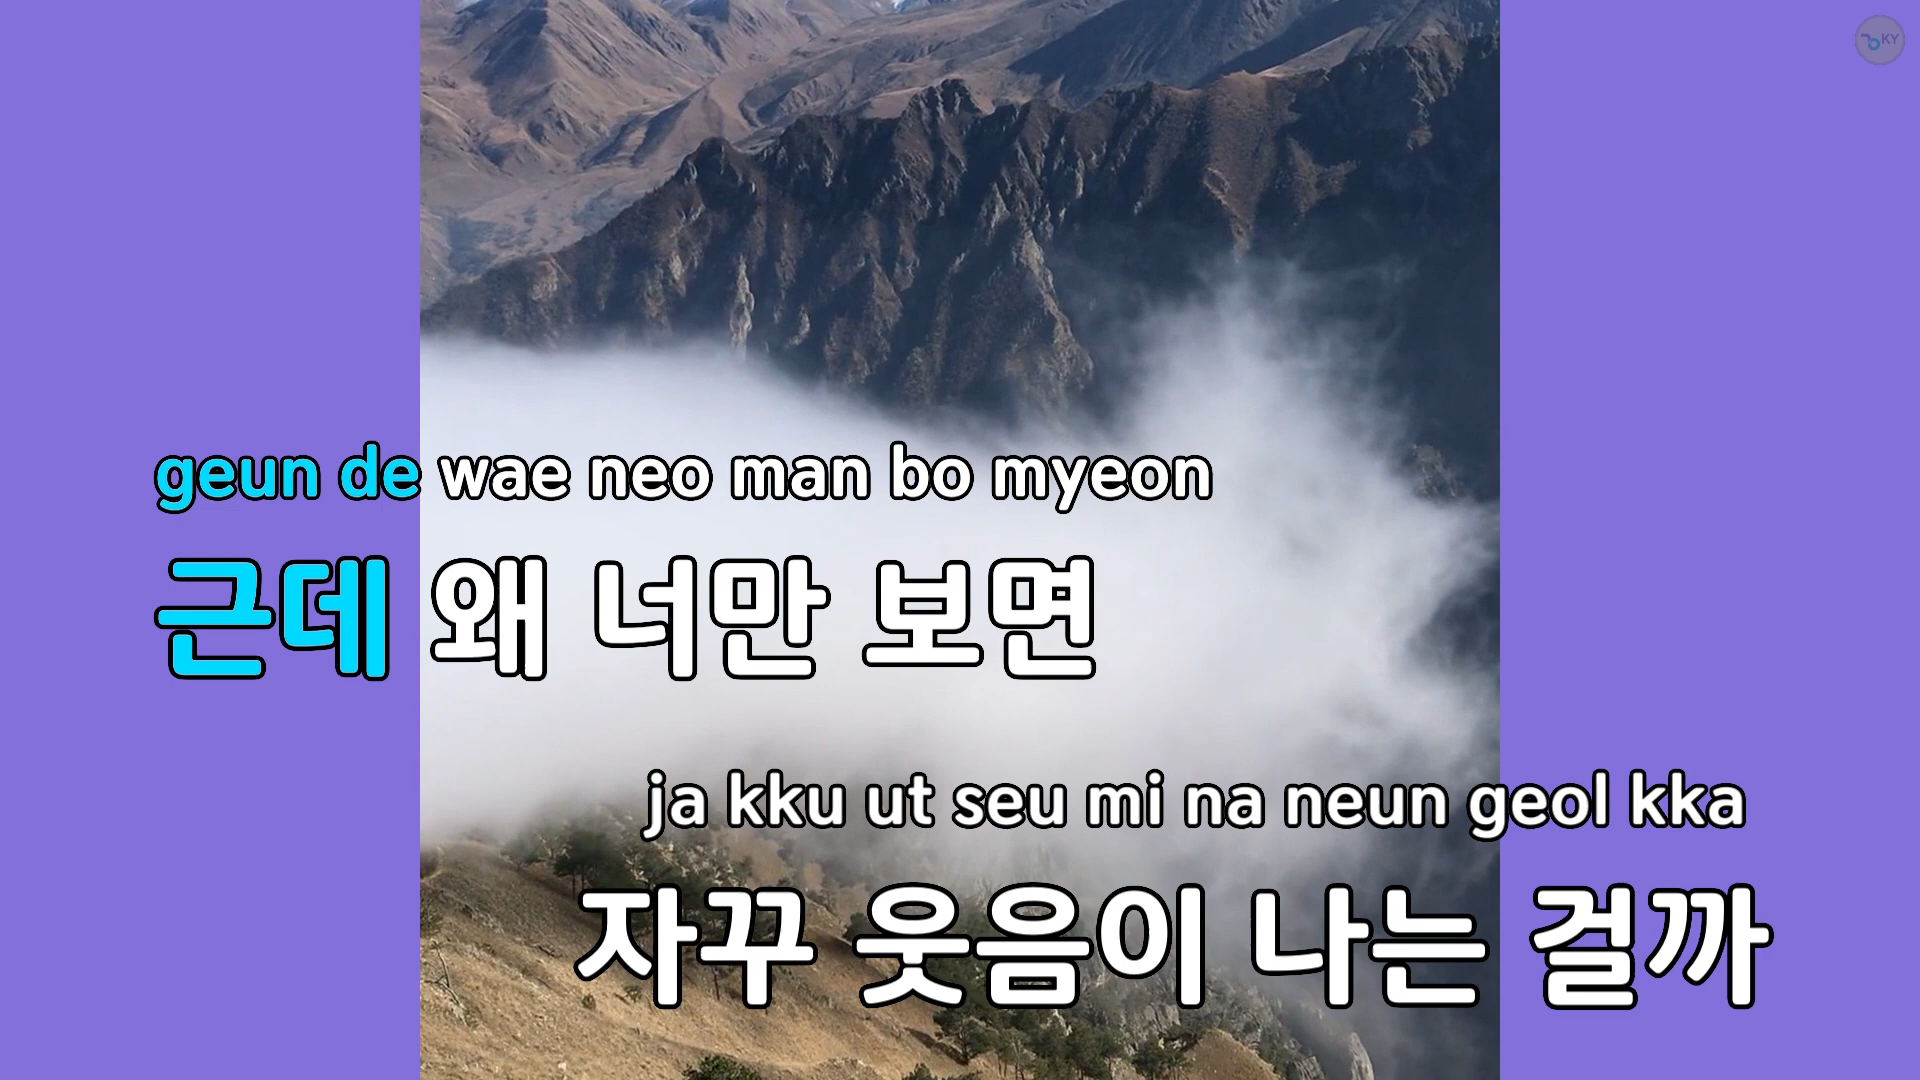 KY
geun de wae neo man bo myeon
근데 왜 너만 보면
ja kku ut seu mi na neun geol kka
자꾸 웃음이 나는 걸까